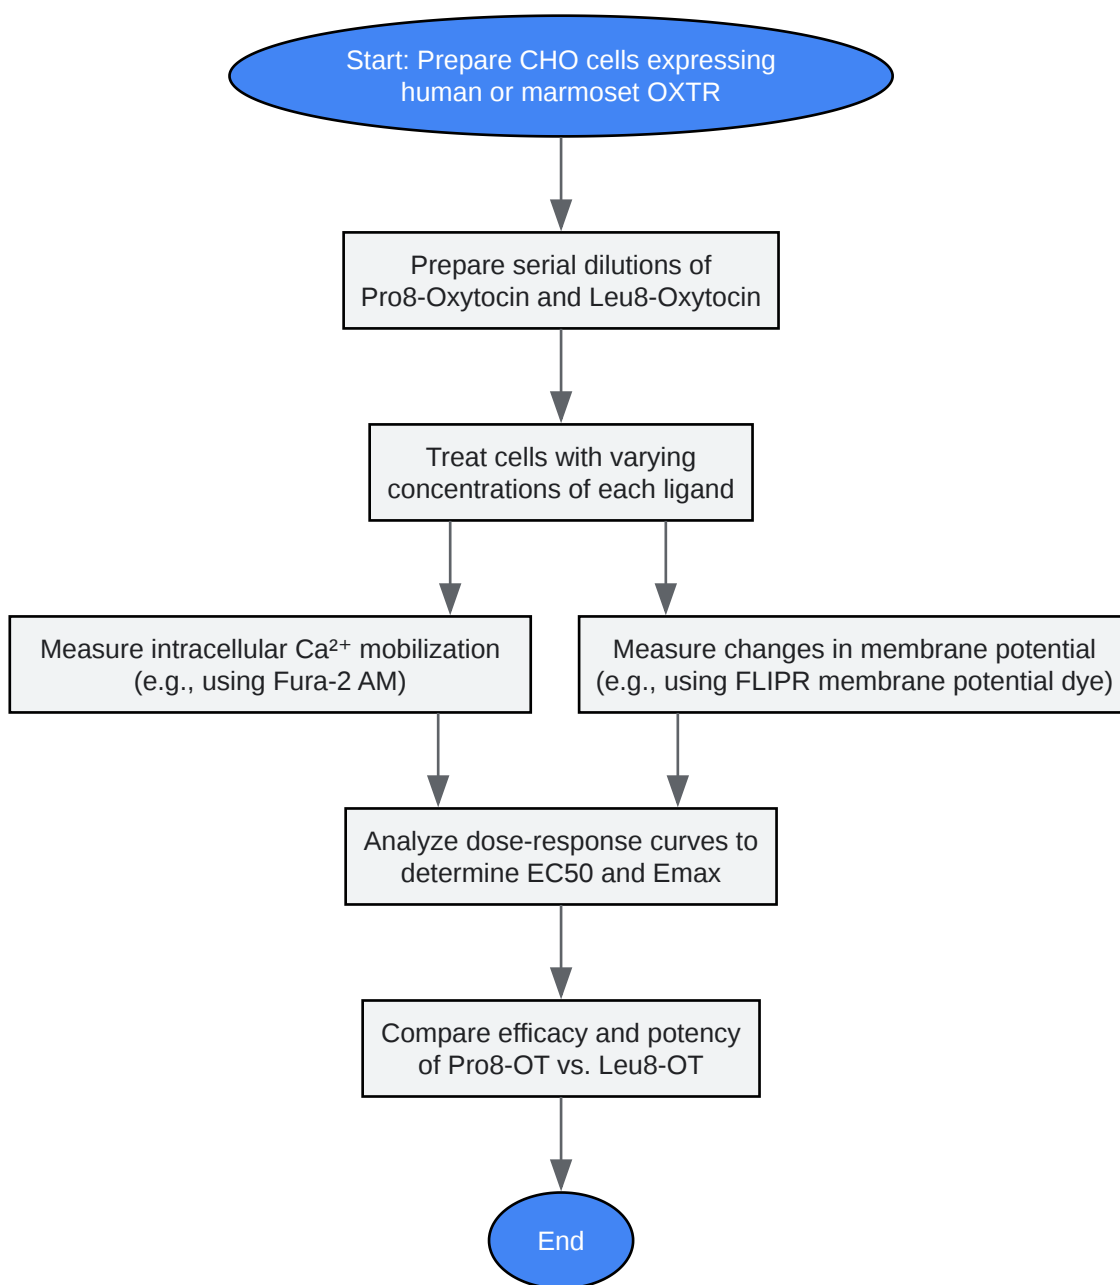 Start: Prepare CHO cells expressing
human or marmoset OXTR
Prepare serial dilutions of
Pro8-Oxytocin and Leu8-Oxytocin
Treat cells with varying
concentrations of each ligand
Measure intracellular Ca²⁺ mobilization
(e.g., using Fura-2 AM)
Measure changes in membrane potential
(e.g., using FLIPR membrane potential dye)
Analyze dose-response curves to
determine EC50 and Emax
Compare efficacy and potency
of Pro8-OT vs. Leu8-OT
End